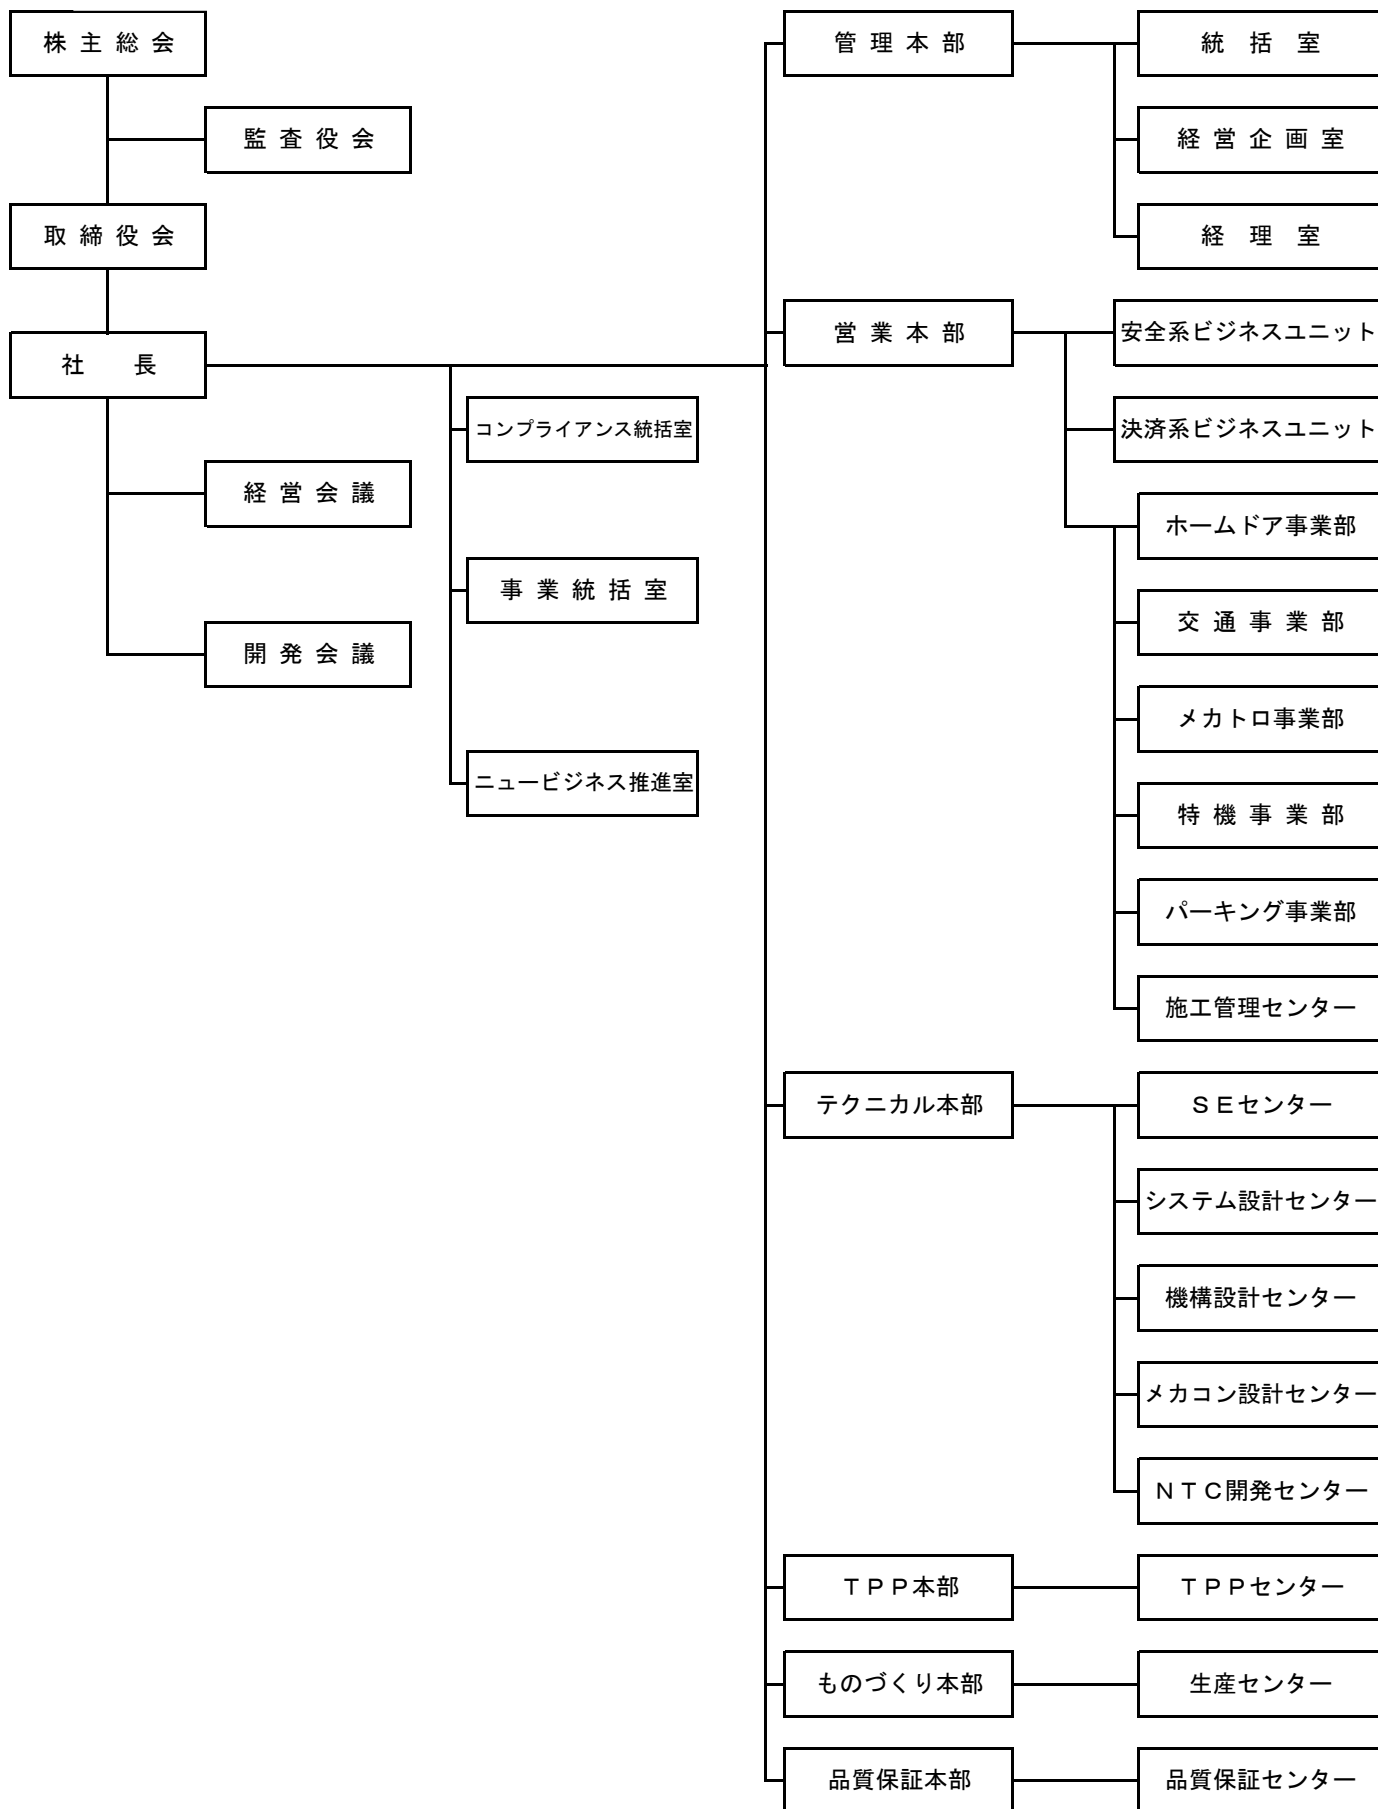 株主総会
監査役会
取締役会
社長
経営会議
開発会議
コンプライアンス統括室
事業統括室
ニュービジネス推進室
管理本部
統括室
経営企画室
経理室
営業本部
安全系ビジネスユニット
決済系ビジネスユニット
ホームドア事業部
交通事業部
メカトロ事業部
特機事業部
パーキング事業部
施工管理センター
テクニカル本部
ＳＥセンター
システム設計センター
機構設計センター
メカコン設計センター
ＮＴＣ開発センター
ＴＰＰ本部
ＴＰＰセンター
ものづくり本部
生産センター
品質保証本部
品質保証センター